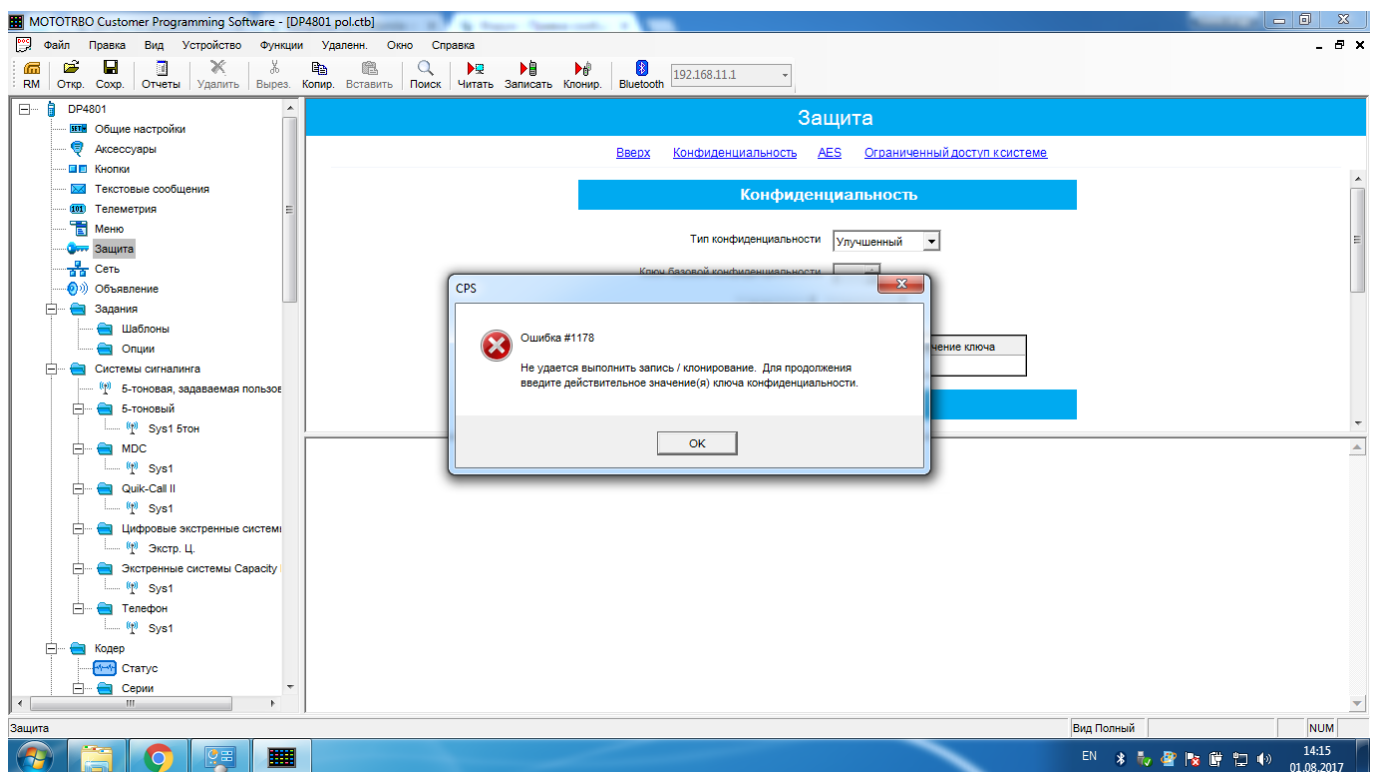 MOTOTRBO Customer Programming Software - [DP4801 pol.ctb]
Файл Правка Вид Устройство Функции Удаленн. Окно Справка
RM Откр. Сохр. Отчеты Удалить Вырез. Копир. Вставить Поиск Читать Записать Клонир. Bluetooth 192.168.11.1
DP4801
Общие настройки
Аксессуары
Кнопки
Текстовые сообщения
Телеметрия
Меню
Защита
Сеть
Объявление
Задания
Шаблоны
Опции
Системы сигналинга
5-тоновая, задаваемая пользов
5-тоновый
Sys1 5тон
MDC
Sys1
Quik-Call II
Sys1
Цифровые экстренные системы
Экстр. Ц.
Экстренные системы Capacity
Sys1
Телефон
Sys1
Кодер
Статус
Серии
Защита
Вверх Конфиденциальность AES Ограниченный доступ к системе
Конфиденциальность
Тип конфиденциальности Улучшенный
Ключ базовой конфиденциальности
чение ключа
CPS
Ошибка #1178
Не удается выполнить запись / клонирование. Для продолжения
введите действительное значение(я) ключа конфиденциальности.
OK
Защита Вид Полный NUM
EN 14:15
01.08.2017